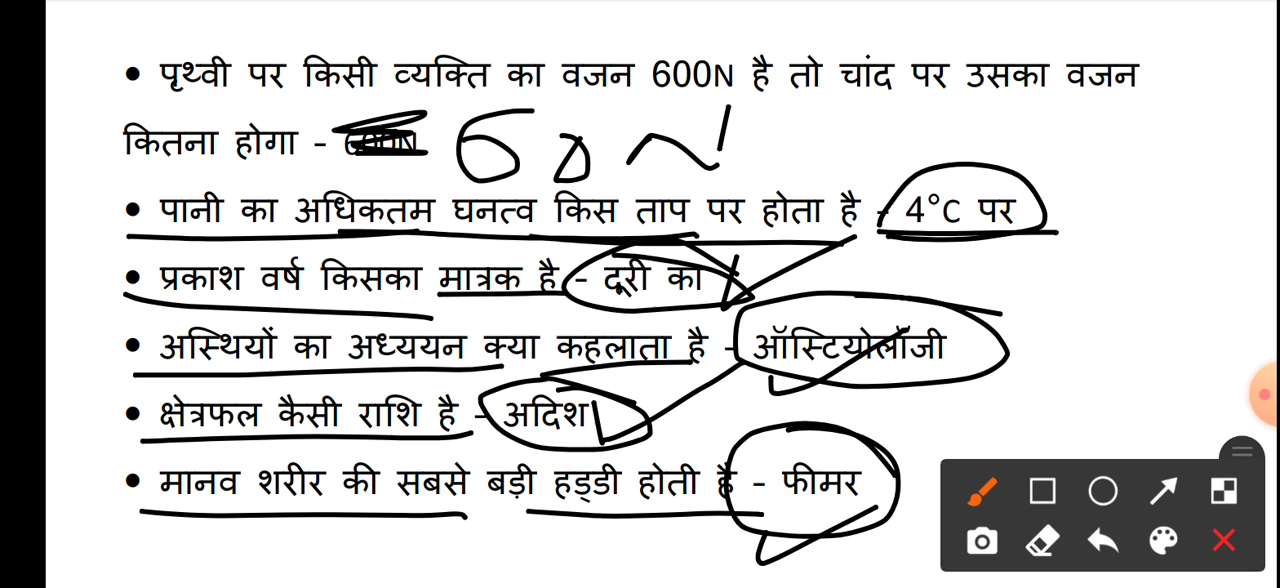 • पृथ्वी पर किसी व्यक्ति का वजन 600N है तो चांद पर उसका वजन
कितना होगा - 600N 60N
• पानी का अधिकतम घनत्व किस ताप पर होता है - 4°C पर
• प्रकाश वर्ष किसका मात्रक है - दूरी का
• अस्थियों का अध्ययन क्या कहलाता है - ऑस्टियोलॉजी
• क्षेत्रफल कैसी राशि है - अदिश
• मानव शरीर की सबसे बड़ी हड्डी होती है - फीमर